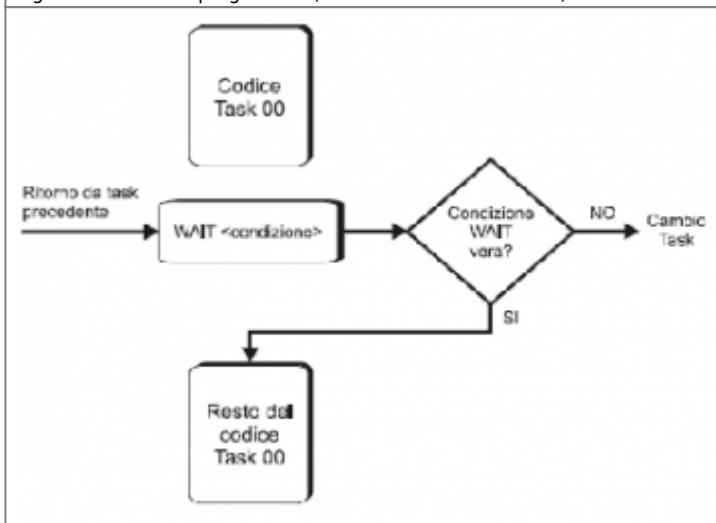 Codice
Task 00
Ritorno da task
precedente
WAIT <condizione>
Condizione
WAIT
vera?
NO
Cambio
Task
SI
Resto del
codice
Task 00